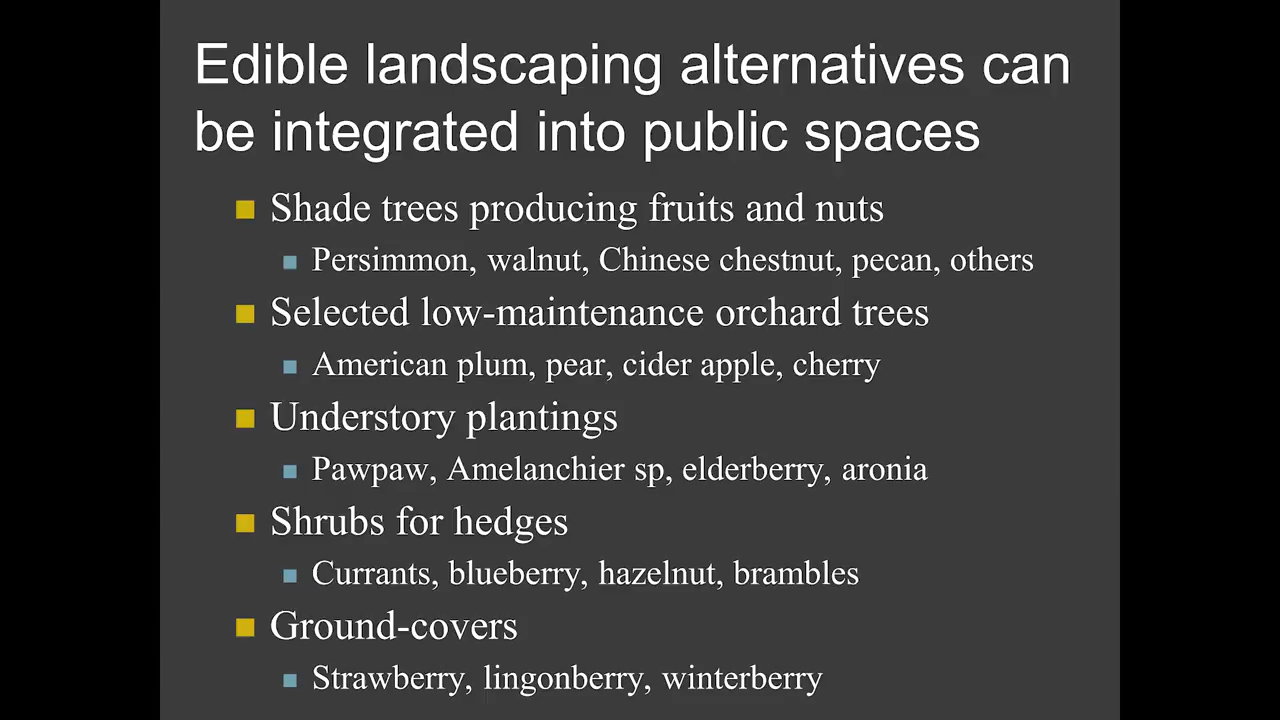 Edible landscaping alternatives can
be integrated into public spaces
Shade trees producing fruits and nuts
Persimmon, walnut, Chinese chestnut, pecan, others
Selected low-maintenance orchard trees
American plum, pear, cider apple, cherry
Understory plantings
Pawpaw, Amelanchier sp, elderberry, aronia
Shrubs for hedges
Currants, blueberry, hazelnut, brambles
Ground-covers
Strawberry, lingonberry, winterberry